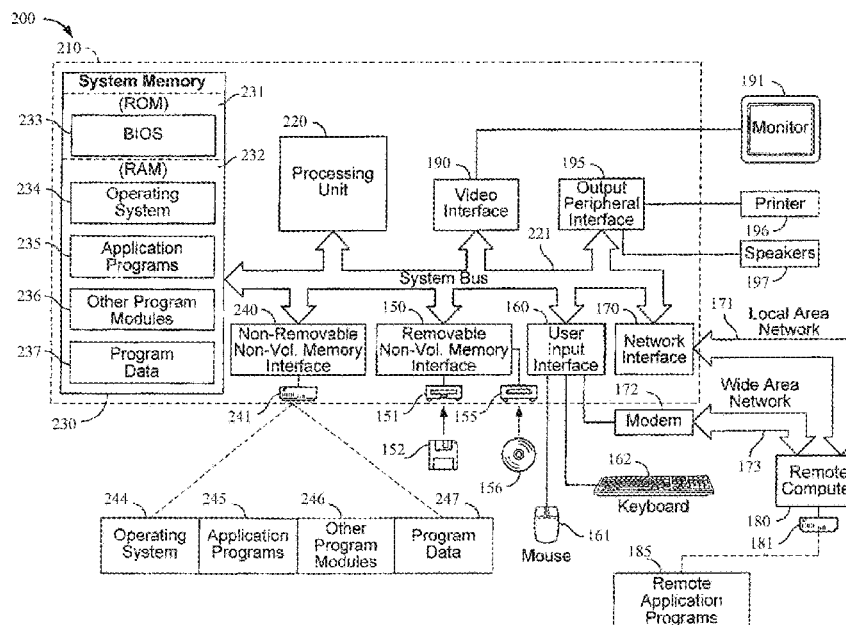 200
210
System Memory
(ROM) 231
233
BIOS
(RAM) 232
234
Operating
System
235
Application
Programs
236
Other Program
Modules
237
Program
Data
230
220
Processing
Unit
190
Video
Interface
195
Output
Peripheral
Interface
191
Monitor
Printer
196
Speakers
197
221
System Bus
240
Non-Removable
Non-Vol. Memory
Interface
150
Removable
Non-Vol. Memory
Interface
160
User
Input
Interface
170
Network
Interface
171
Local Area
Network
172
Modem
Wide Area
Network
173
241
151
155
152
156
162
Keyboard
161
Mouse
Remote
Computer
180
181
185
Remote
Application
Programs
244
Operating
System
245
Application
Programs
246
Other
Program
Modules
247
Program
Data